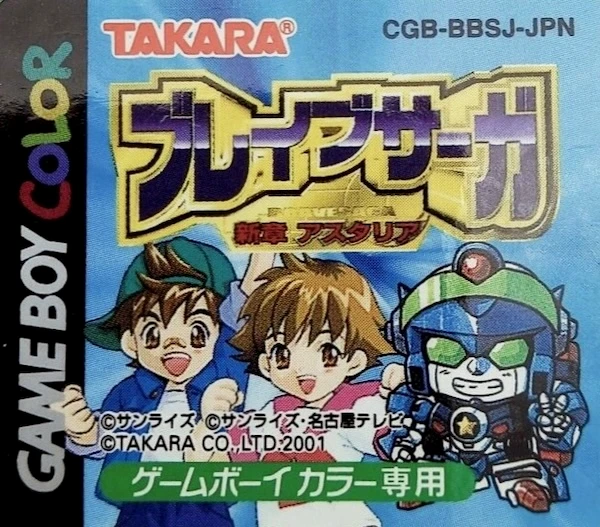 TAKARA®
CGB-BBSJ-JPN
GAME BOY COLOR
ブレイブサーガ
BRAVESAGA
新章 アスタリア
©サンライズ ©サンライズ・名古屋テレビ
©TAKARA CO.,LTD.2001
ゲームボーイカラー専用